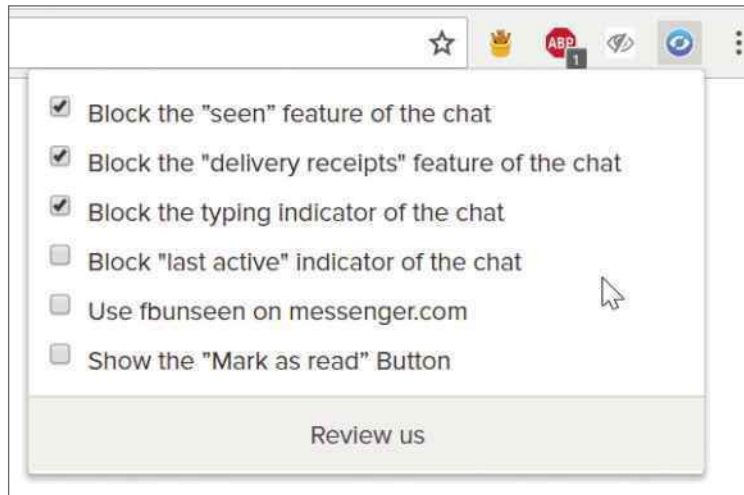 ABP
1
Block the "seen” feature of the chat
Block the "delivery receipts" feature of the chat
Block the typing indicator of the chat
Block "last active" indicator of the chat
Use fbunseen on messenger.com
Show the "Mark as read” Button
Review us